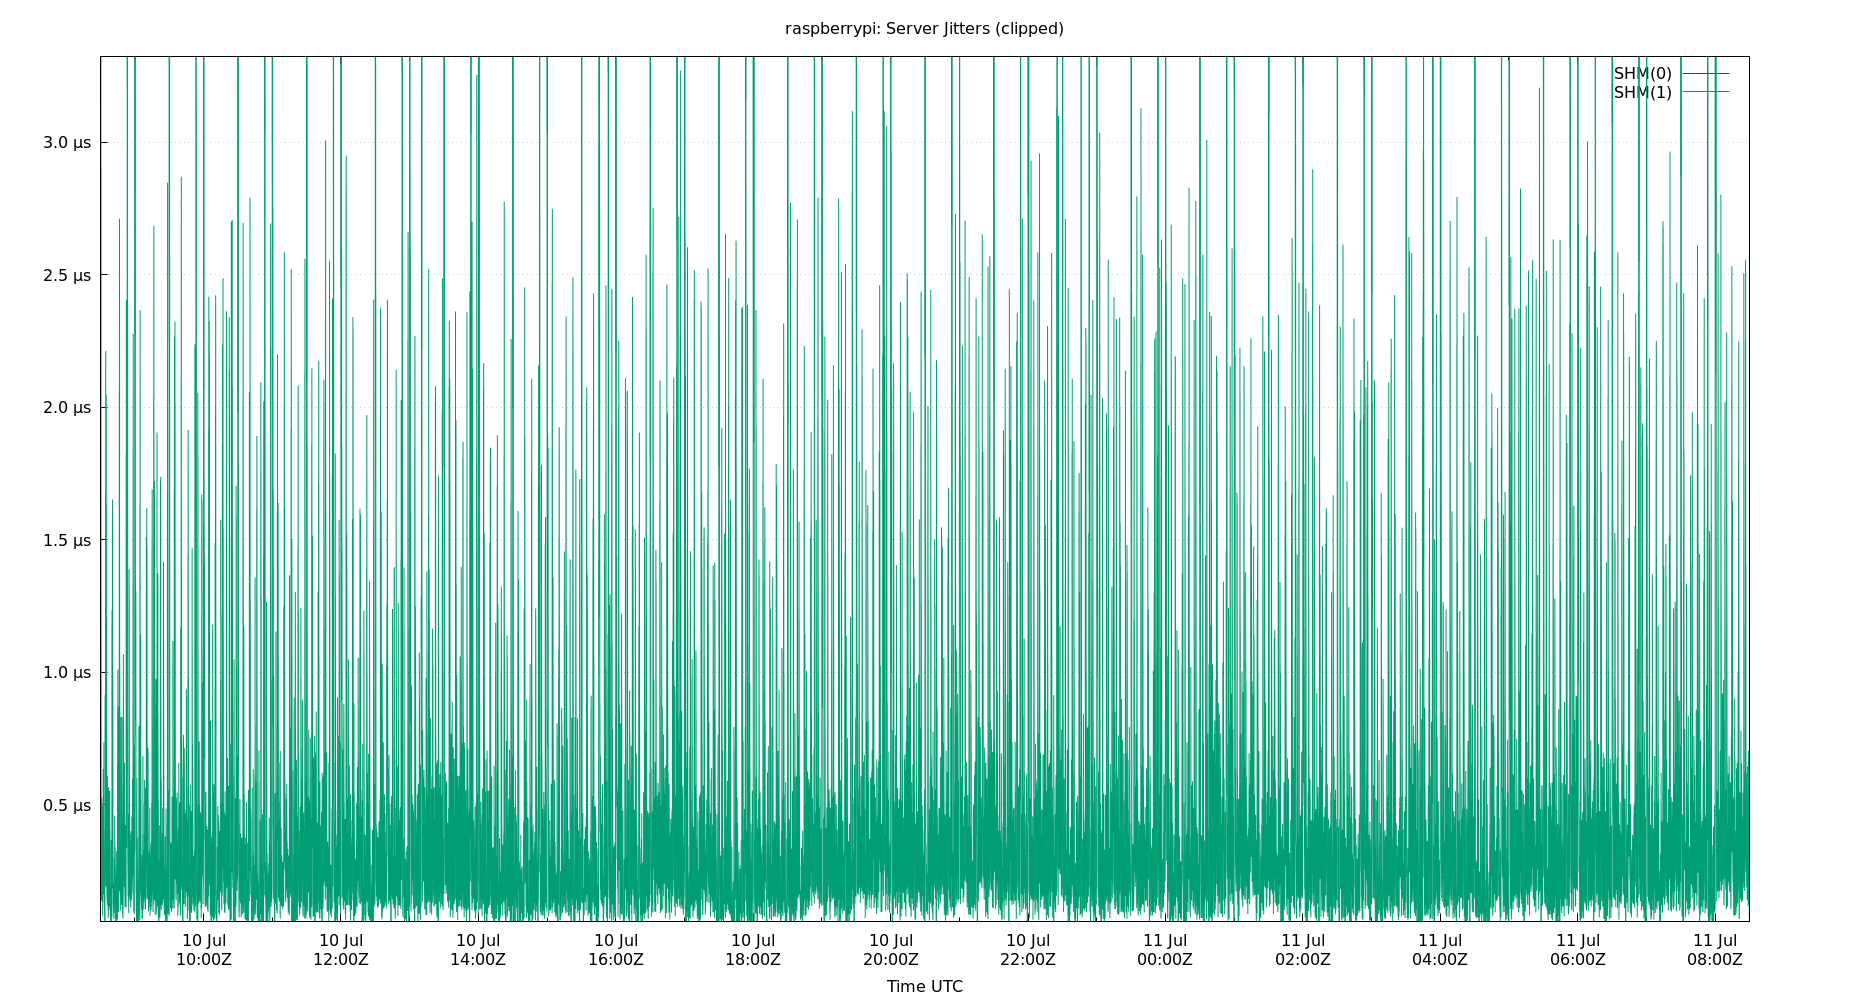 raspberrypi: Server Jitters (clipped)
SHM(0)
SHM(1)
3.0 µs
2.5 µs
2.0 µs
1.5 µs
1.0 µs
0.5 µs
10 Jul 10 Jul 10 Jul 10 Jul 10 Jul 10 Jul 10 Jul 11 Jul 11 Jul 11 Jul 11 Jul 11 Jul
10:00Z 12:00Z 14:00Z 16:00Z 18:00Z 20:00Z 22:00Z 00:00Z 02:00Z 04:00Z 06:00Z 08:00Z
Time UTC